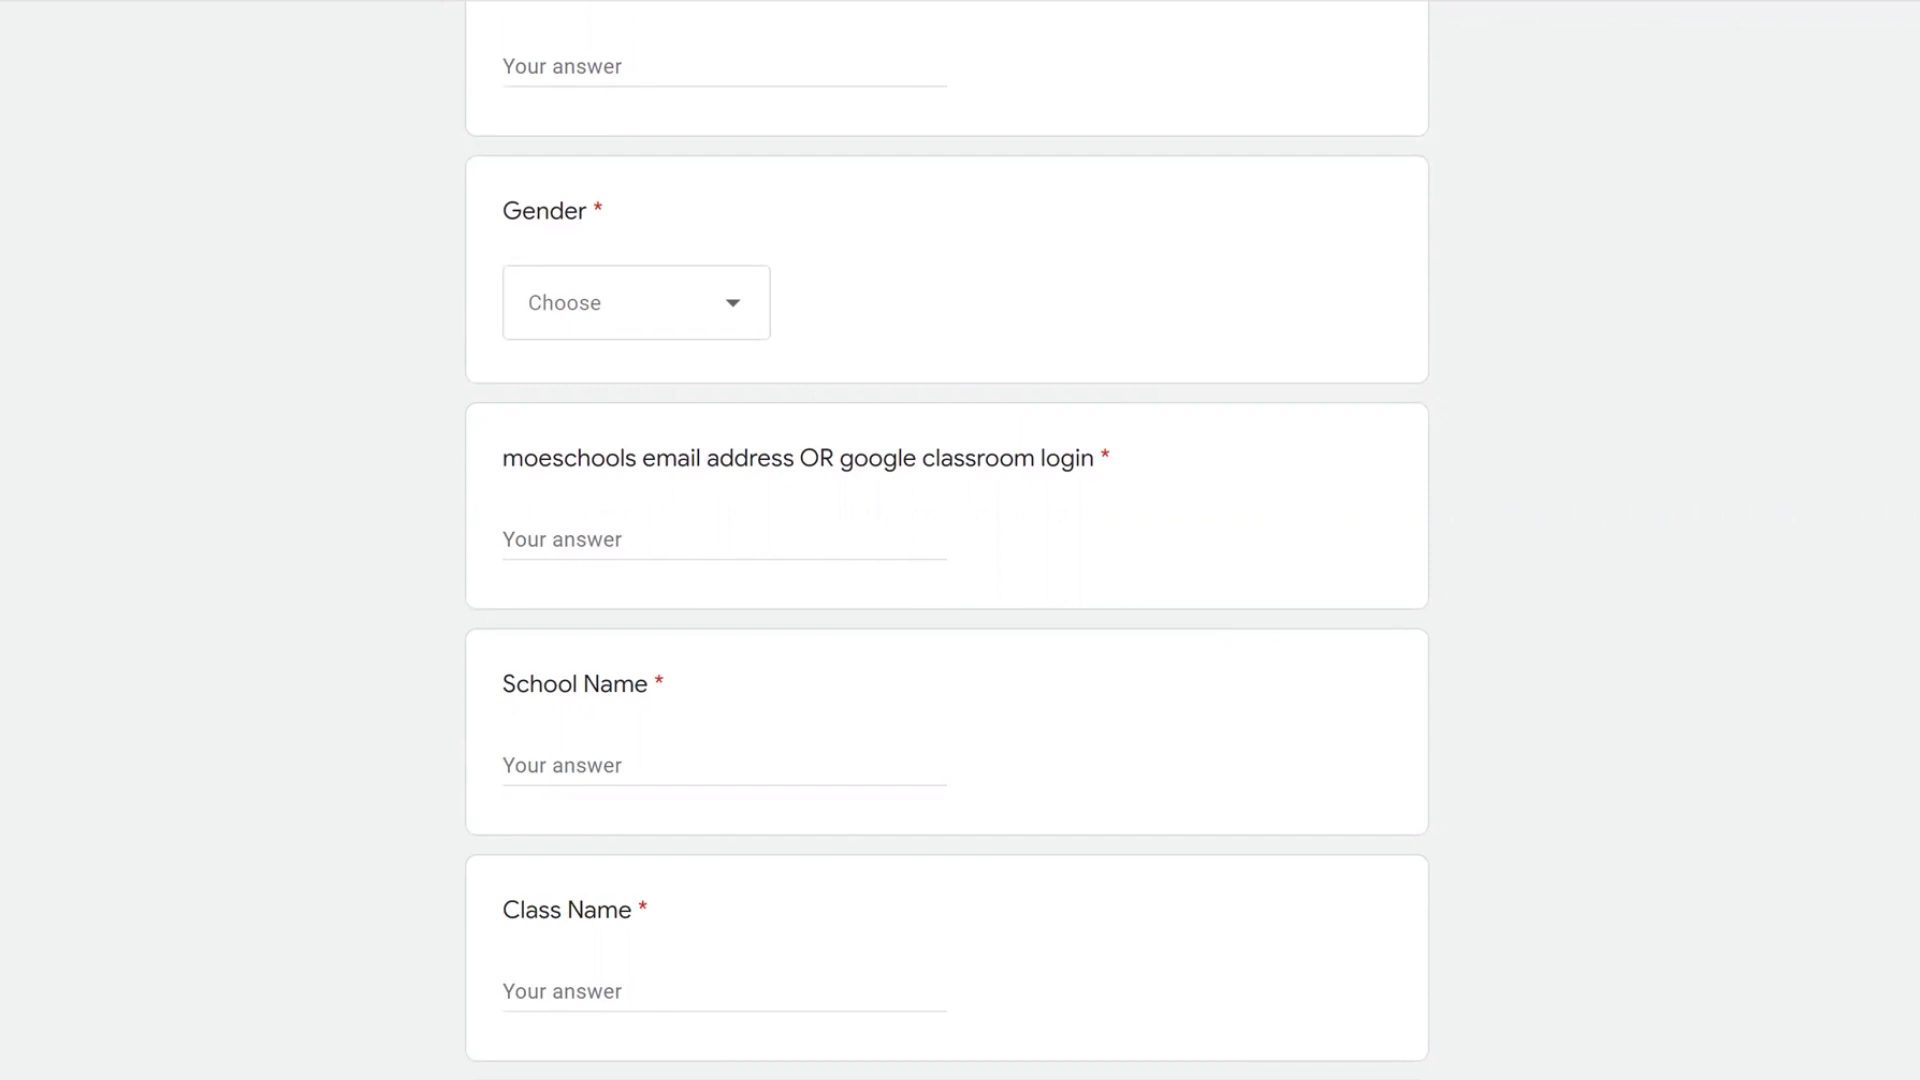 Your answer
Gender *
Choose
moeschools email address OR google classroom login *
Your answer
School Name *
Your answer
Class Name *
Your answer